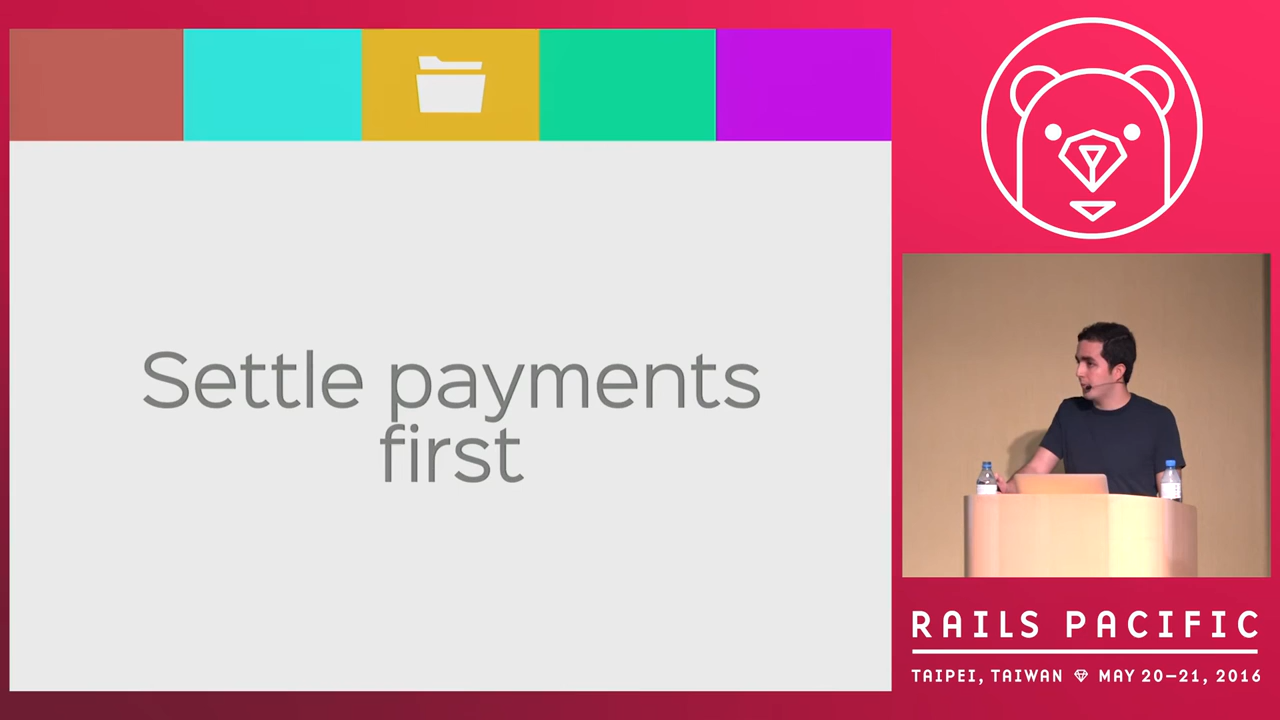 Settle payments
first
RAILS PACIFIC
TAIPEI, TAIWAN MAY 20–21, 2016